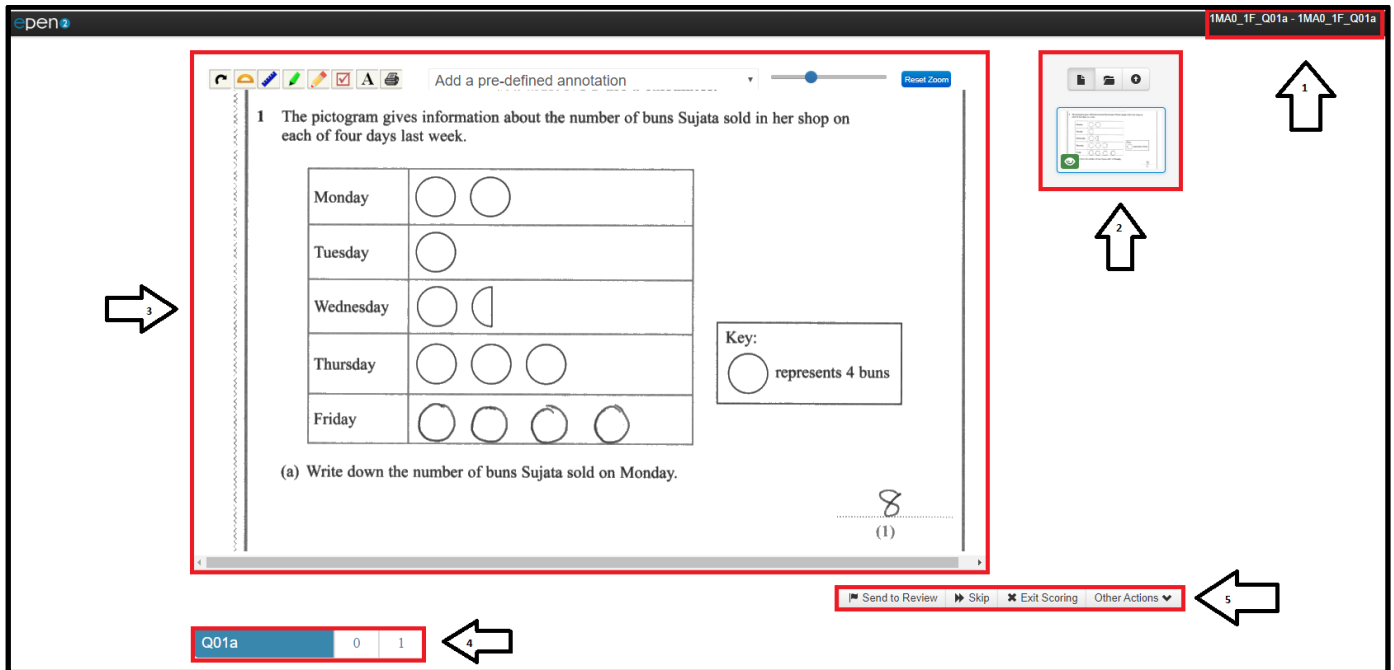 epen2
1MA0_1F_Q01a - 1MA0_1F_Q01a
1
2
3
A
Add a pre-defined annotation
Reset Zoom
1 The pictogram gives information about the number of buns Sujata sold in her shop on
each of four days last week.
Monday
Tuesday
Wednesday
Thursday
Friday
Key:
represents 4 buns
(a) Write down the number of buns Sujata sold on Monday.
8
(1)
Send to Review Skip Exit Scoring Other Actions
5
Q01a 0 1
4